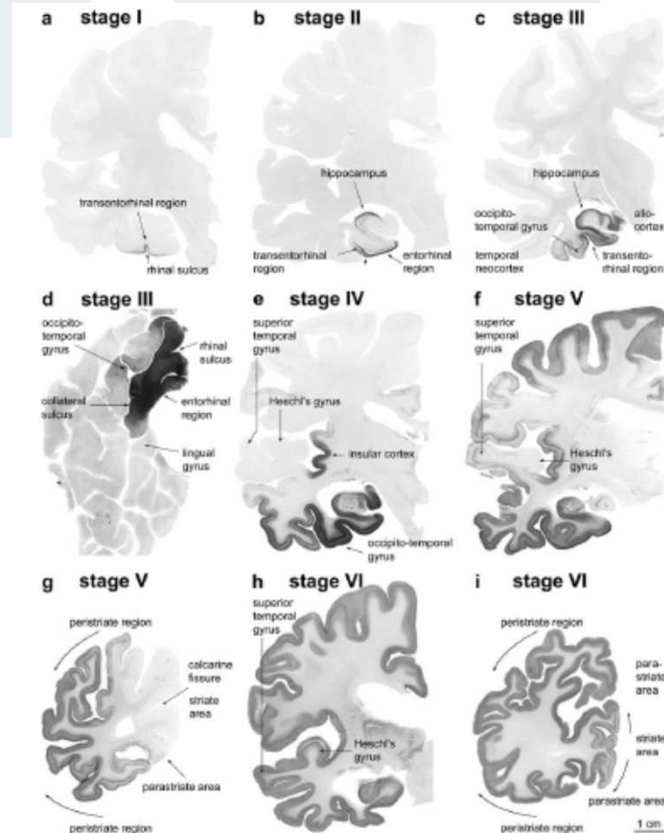 a stage I
b stage II
c stage III
transentorhinal region
rhinal sulcus
hippocampus
transentorhinal
region
entorhinal
region
hippocampus
occipito-
temporal gyrus
allo-
cortex
temporal
neocortex
transento-
rhinal region
d stage III
occipito-
temporal
gyrus
rhinal
sulcus
collateral
sulcus
entorhinal
region
lingual
gyrus
e stage IV
superior
temporal
gyrus
Heschl's gyrus
insular cortex
occipito-temporal
gyrus
f stage V
superior
temporal
gyrus
Heschl's
gyrus
g stage V
peristriate region
calcarine
fissure
striate
area
parastriate area
peristriate region
h stage VI
superior
temporal
gyrus
Heschl's
gyrus
i stage VI
peristriate region
para-
striate
area
striate
area
parastriate area
peristriate region
1 cm